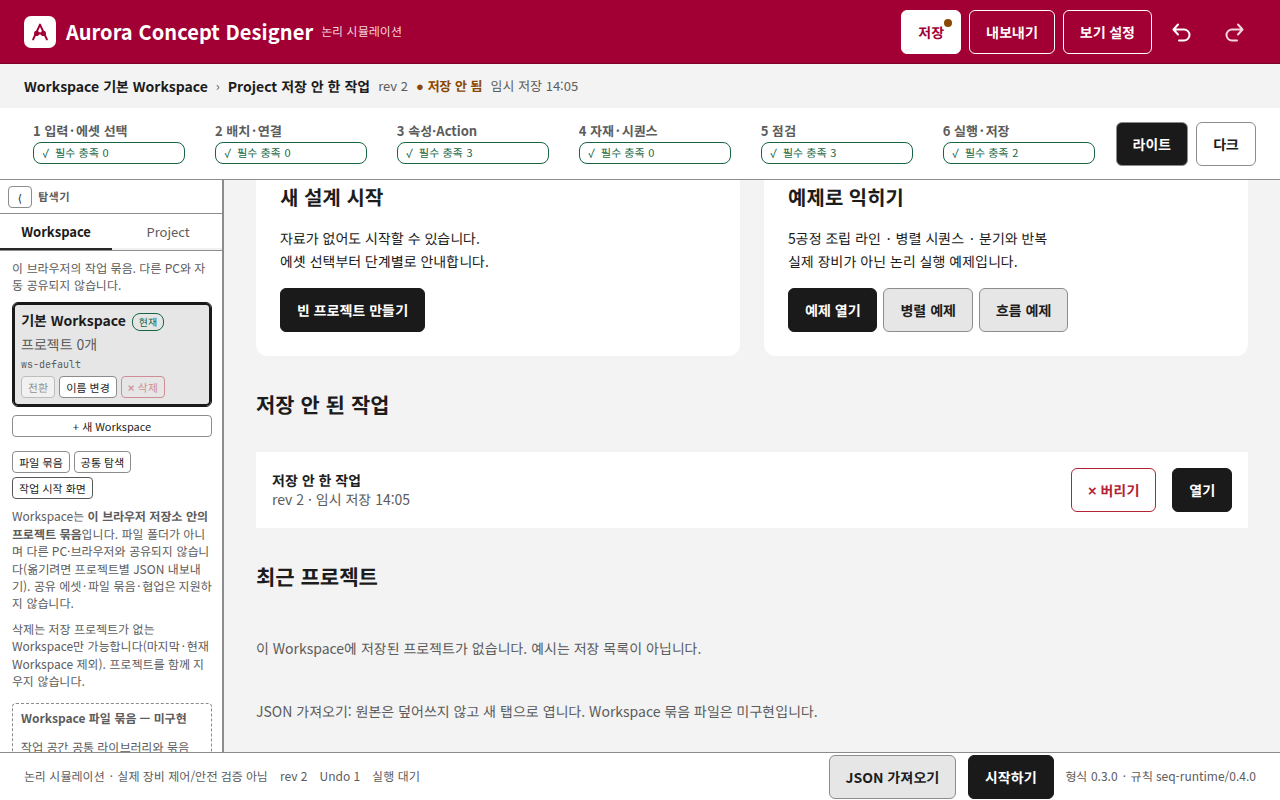 Aurora Concept Designer 논리 시뮬레이션
저장
내보내기
보기 설정
Workspace 기본 Workspace › Project 저장 안 한 작업 rev 2 ● 저장 안 됨 임시 저장 14:05
1 입력·에셋 선택
✓ 필수 충족 0
2 배치·연결
✓ 필수 충족 0
3 속성·Action
✓ 필수 충족 3
4 자재·시퀀스
✓ 필수 충족 0
5 점검
✓ 필수 충족 3
6 실행·저장
✓ 필수 충족 2
라이트
다크
⟨ 탐색기
Workspace
Project
이 브라우저의 작업 묶음. 다른 PC와 자
동 공유되지 않습니다.
기본 Workspace 현재
프로젝트 0개
ws-default
전환
이름 변경
× 삭제
+ 새 Workspace
파일 묶음
공통 탐색
작업 시작 화면
Workspace는 이 브라우저 저장소 안의
프로젝트 묶음입니다. 파일 폴더가 아니
며 다른 PC·브라우저와 공유되지 않습니
다(옮기려면 프로젝트별 JSON 내보내
기). 공유 에셋·파일 묶음·협업은 지원하
지 않습니다.
삭제는 저장 프로젝트가 없는
Workspace만 가능합니다(마지막·현재
Workspace 제외). 프로젝트를 함께 지
우지 않습니다.
Workspace 파일 묶음 — 미구현
작업 공간 공통 라이브러리와 묶음
새 설계 시작
자료가 없어도 시작할 수 있습니다.
에셋 선택부터 단계별로 안내합니다.
빈 프로젝트 만들기
예제로 익히기
5공정 조립 라인 · 병렬 시퀀스 · 분기와 반복
실제 장비가 아닌 논리 실행 예제입니다.
예제 열기
병렬 예제
흐름 예제
저장 안 된 작업
저장 안 한 작업
rev 2 · 임시 저장 14:05
× 버리기
열기
최근 프로젝트
이 Workspace에 저장된 프로젝트가 없습니다. 예시는 저장 목록이 아닙니다.
JSON 가져오기: 원본은 덮어쓰지 않고 새 탭으로 엽니다. Workspace 묶음 파일은 미구현입니다.
논리 시뮬레이션 · 실제 장비 제어/안전 검증 아님 rev 2 Undo 1 실행 대기
JSON 가져오기
시작하기
형식 0.3.0 · 규칙 seq-runtime/0.4.0